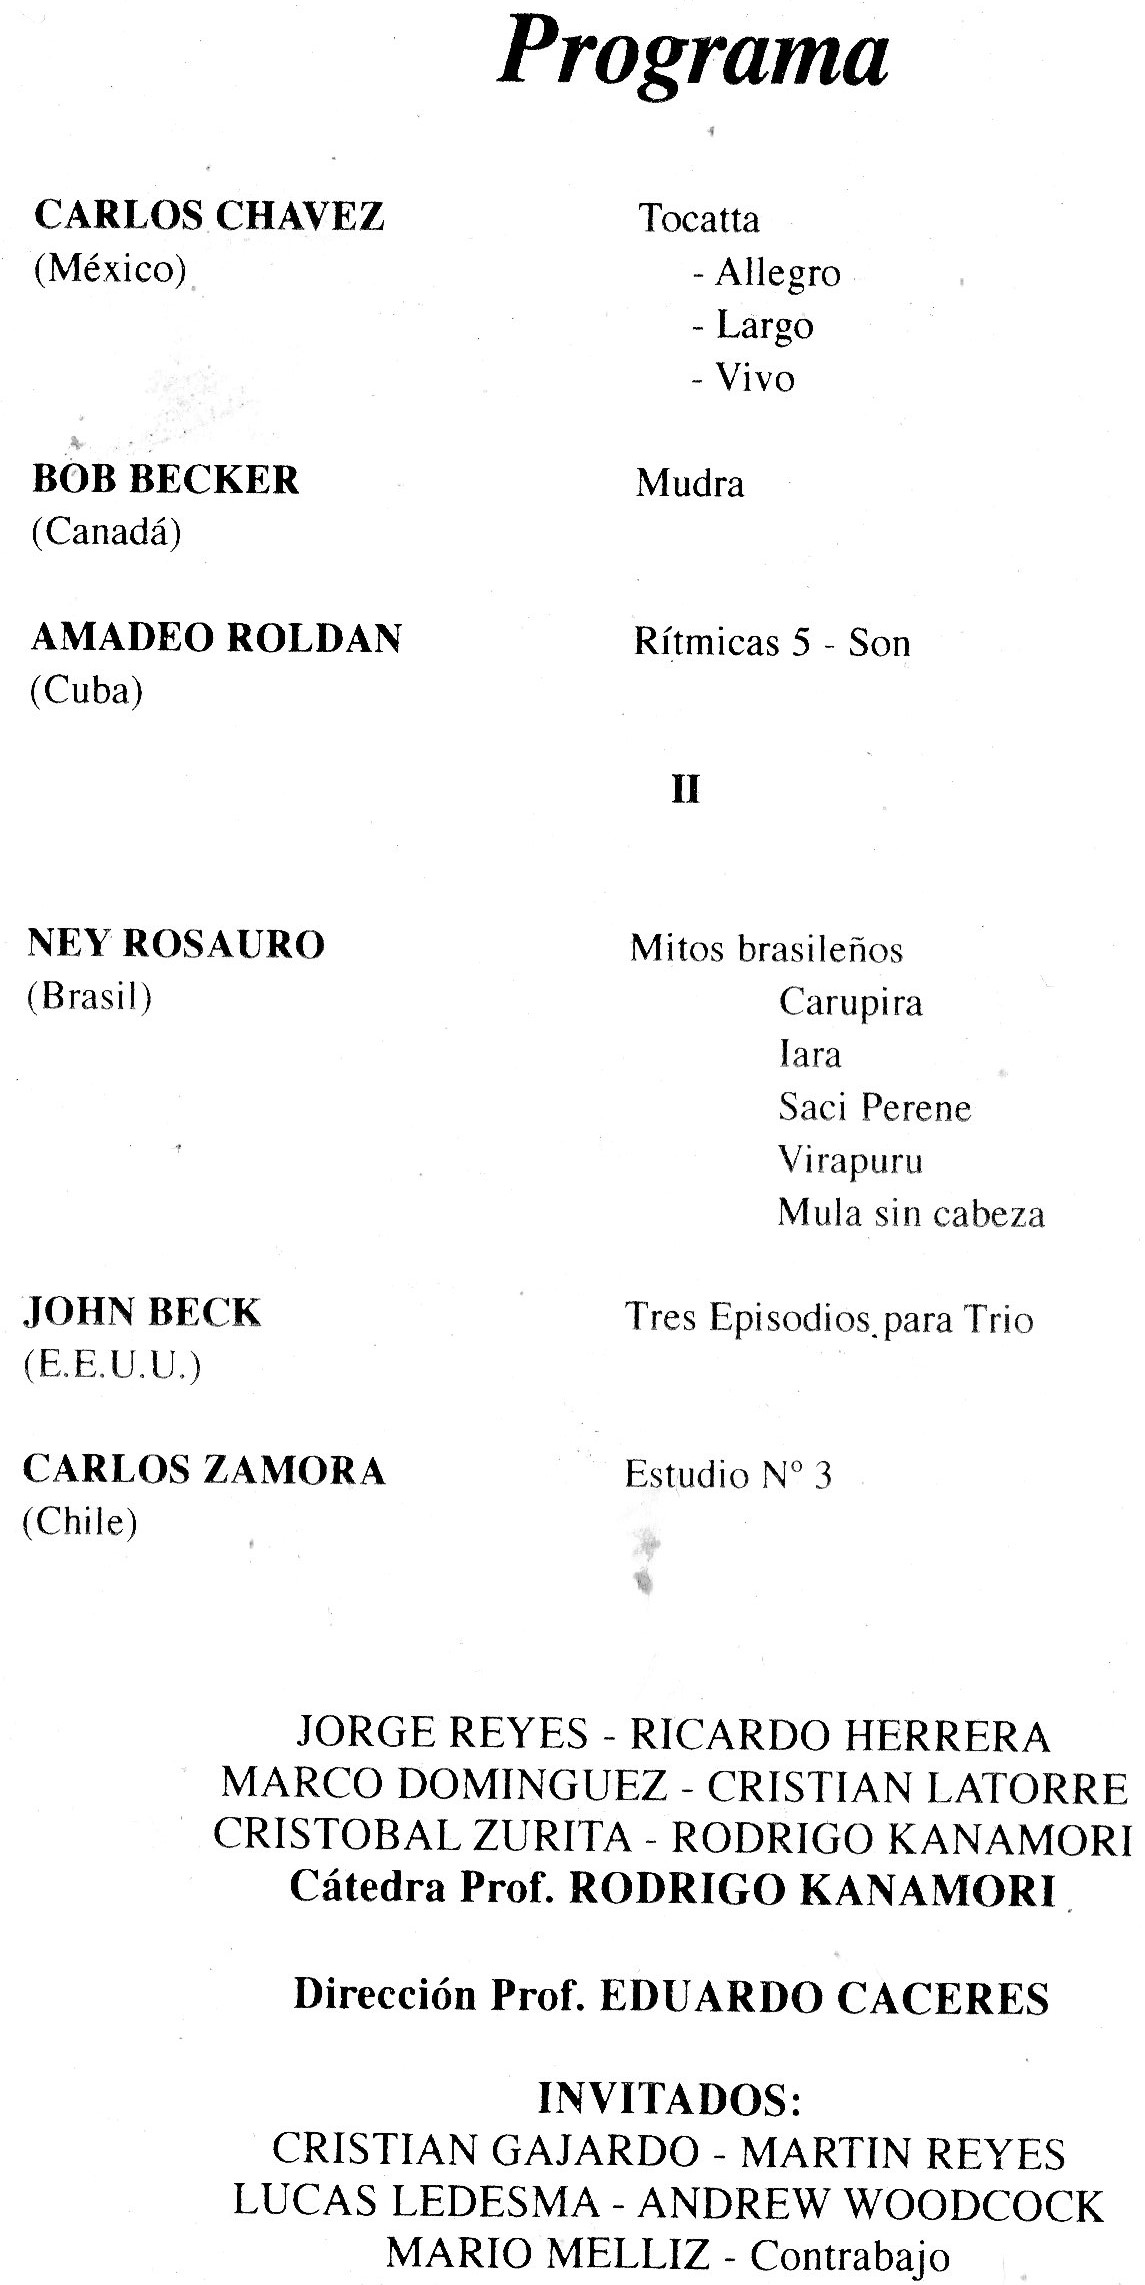 Programa
CARLOS CHAVEZ Tocatta
(México) - Allegro
- Largo
- Vivo
BOB BECKER Mudra
(Canadá)
AMADEO ROLDAN Rítmicas 5 - Son
(Cuba)
II
NEY ROSAURO Mitos brasileños
(Brasil) Carupira
Iara
Saci Perene
Virapuru
Mula sin cabeza
JOHN BECK Tres Episodios para Trio
(E.E.U.U.)
CARLOS ZAMORA Estudio Nº 3
(Chile)
JORGE REYES - RICARDO HERRERA
MARCO DOMINGUEZ - CRISTIAN LATORRE
CRISTOBAL ZURITA - RODRIGO KANAMORI
Cátedra Prof. RODRIGO KANAMORI
Dirección Prof. EDUARDO CACERES
INVITADOS:
CRISTIAN GAJARDO - MARTIN REYES
LUCAS LEDESMA - ANDREW WOODCOCK
MARIO MELLIZ - Contrabajo